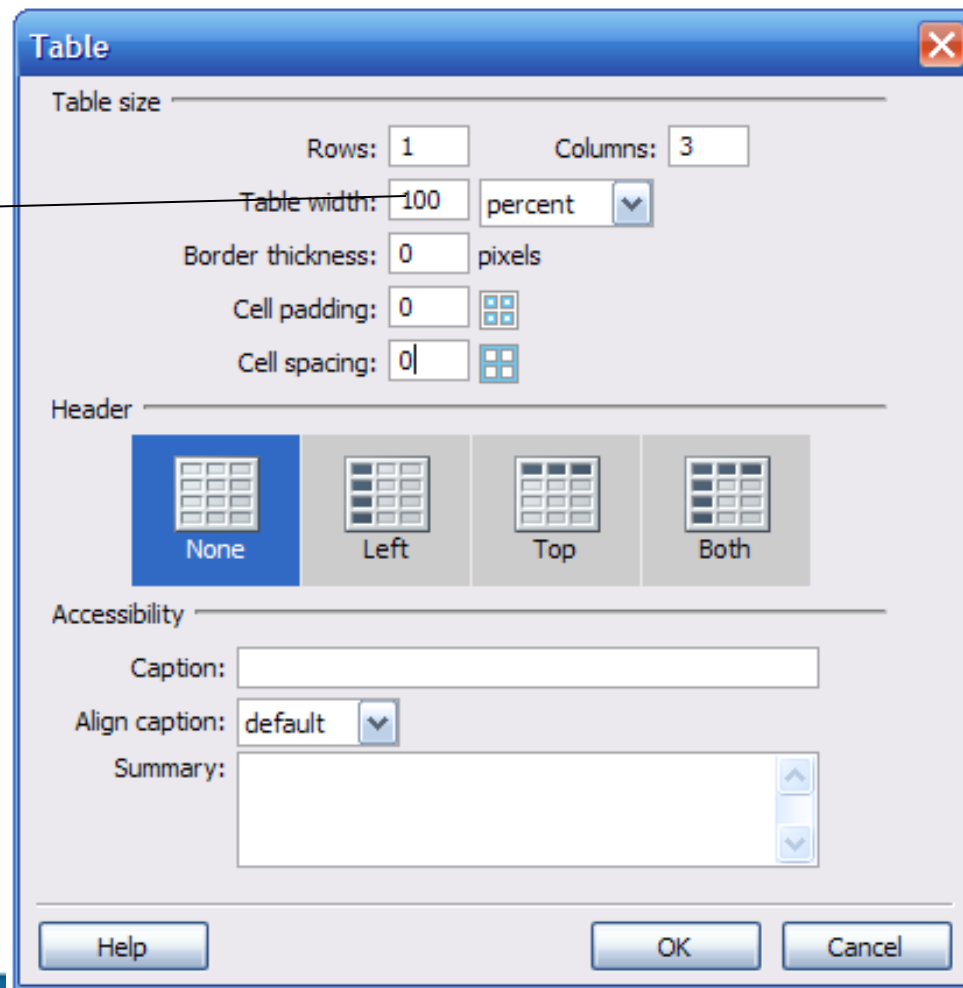 Table
Table size
Rows: 1 Columns: 3
Table width: 100 percent
Border thickness: 0 pixels
Cell padding: 0
Cell spacing: 0
Header
None Left Top Both
Accessibility
Caption:
Align caption: default
Summary:
Help OK Cancel